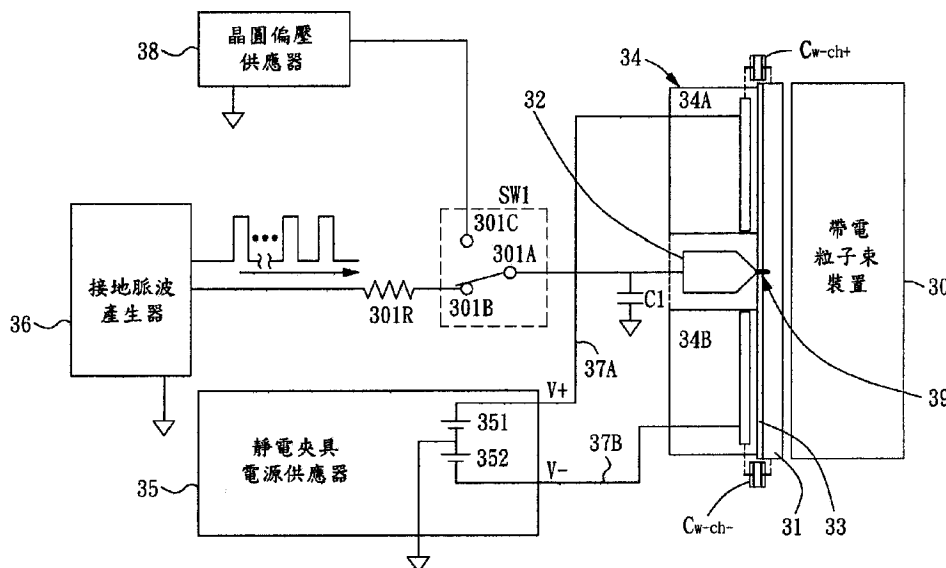 晶圓偏壓
供應器
38
Cw-ch+
34
34A
32
SW1
301C
301A
301B
301R
C1
帶電
粒子束
裝置
30
接地脈波
產生器
36
34B
37A
39
V+
351
352
V-
37B
靜電夾具
電源供應器
35
Cw-ch-
31
33